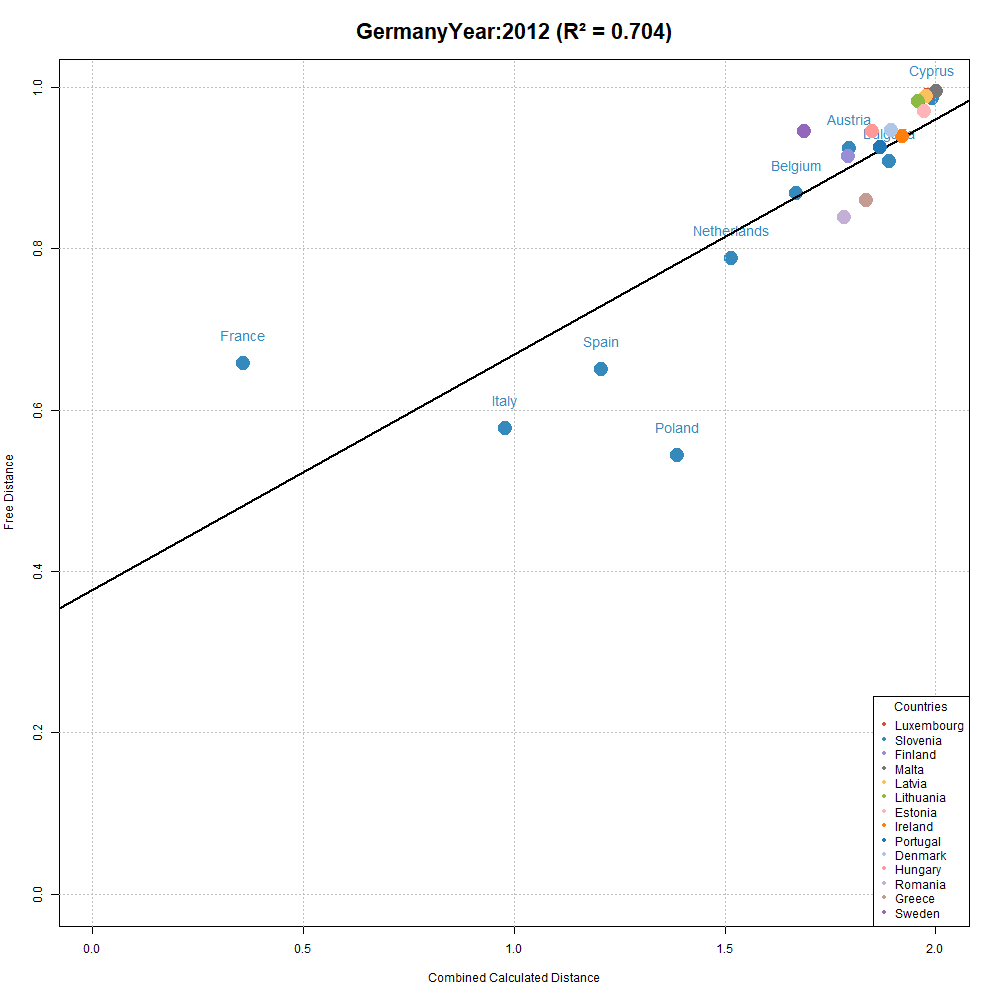 GermanyYear:2012 (R² = 0.704)
Cyprus
Austria
Bulgaria
Belgium
Netherlands
France
Spain
Italy
Poland
Free Distance
1.0
0.8
0.6
0.4
0.2
0.0
Countries
Luxembourg
Slovenia
Finland
Malta
Latvia
Lithuania
Estonia
Ireland
Portugal
Denmark
Hungary
Romania
Greece
Sweden
0.0 0.5 1.0 1.5 2.0
Combined Calculated Distance